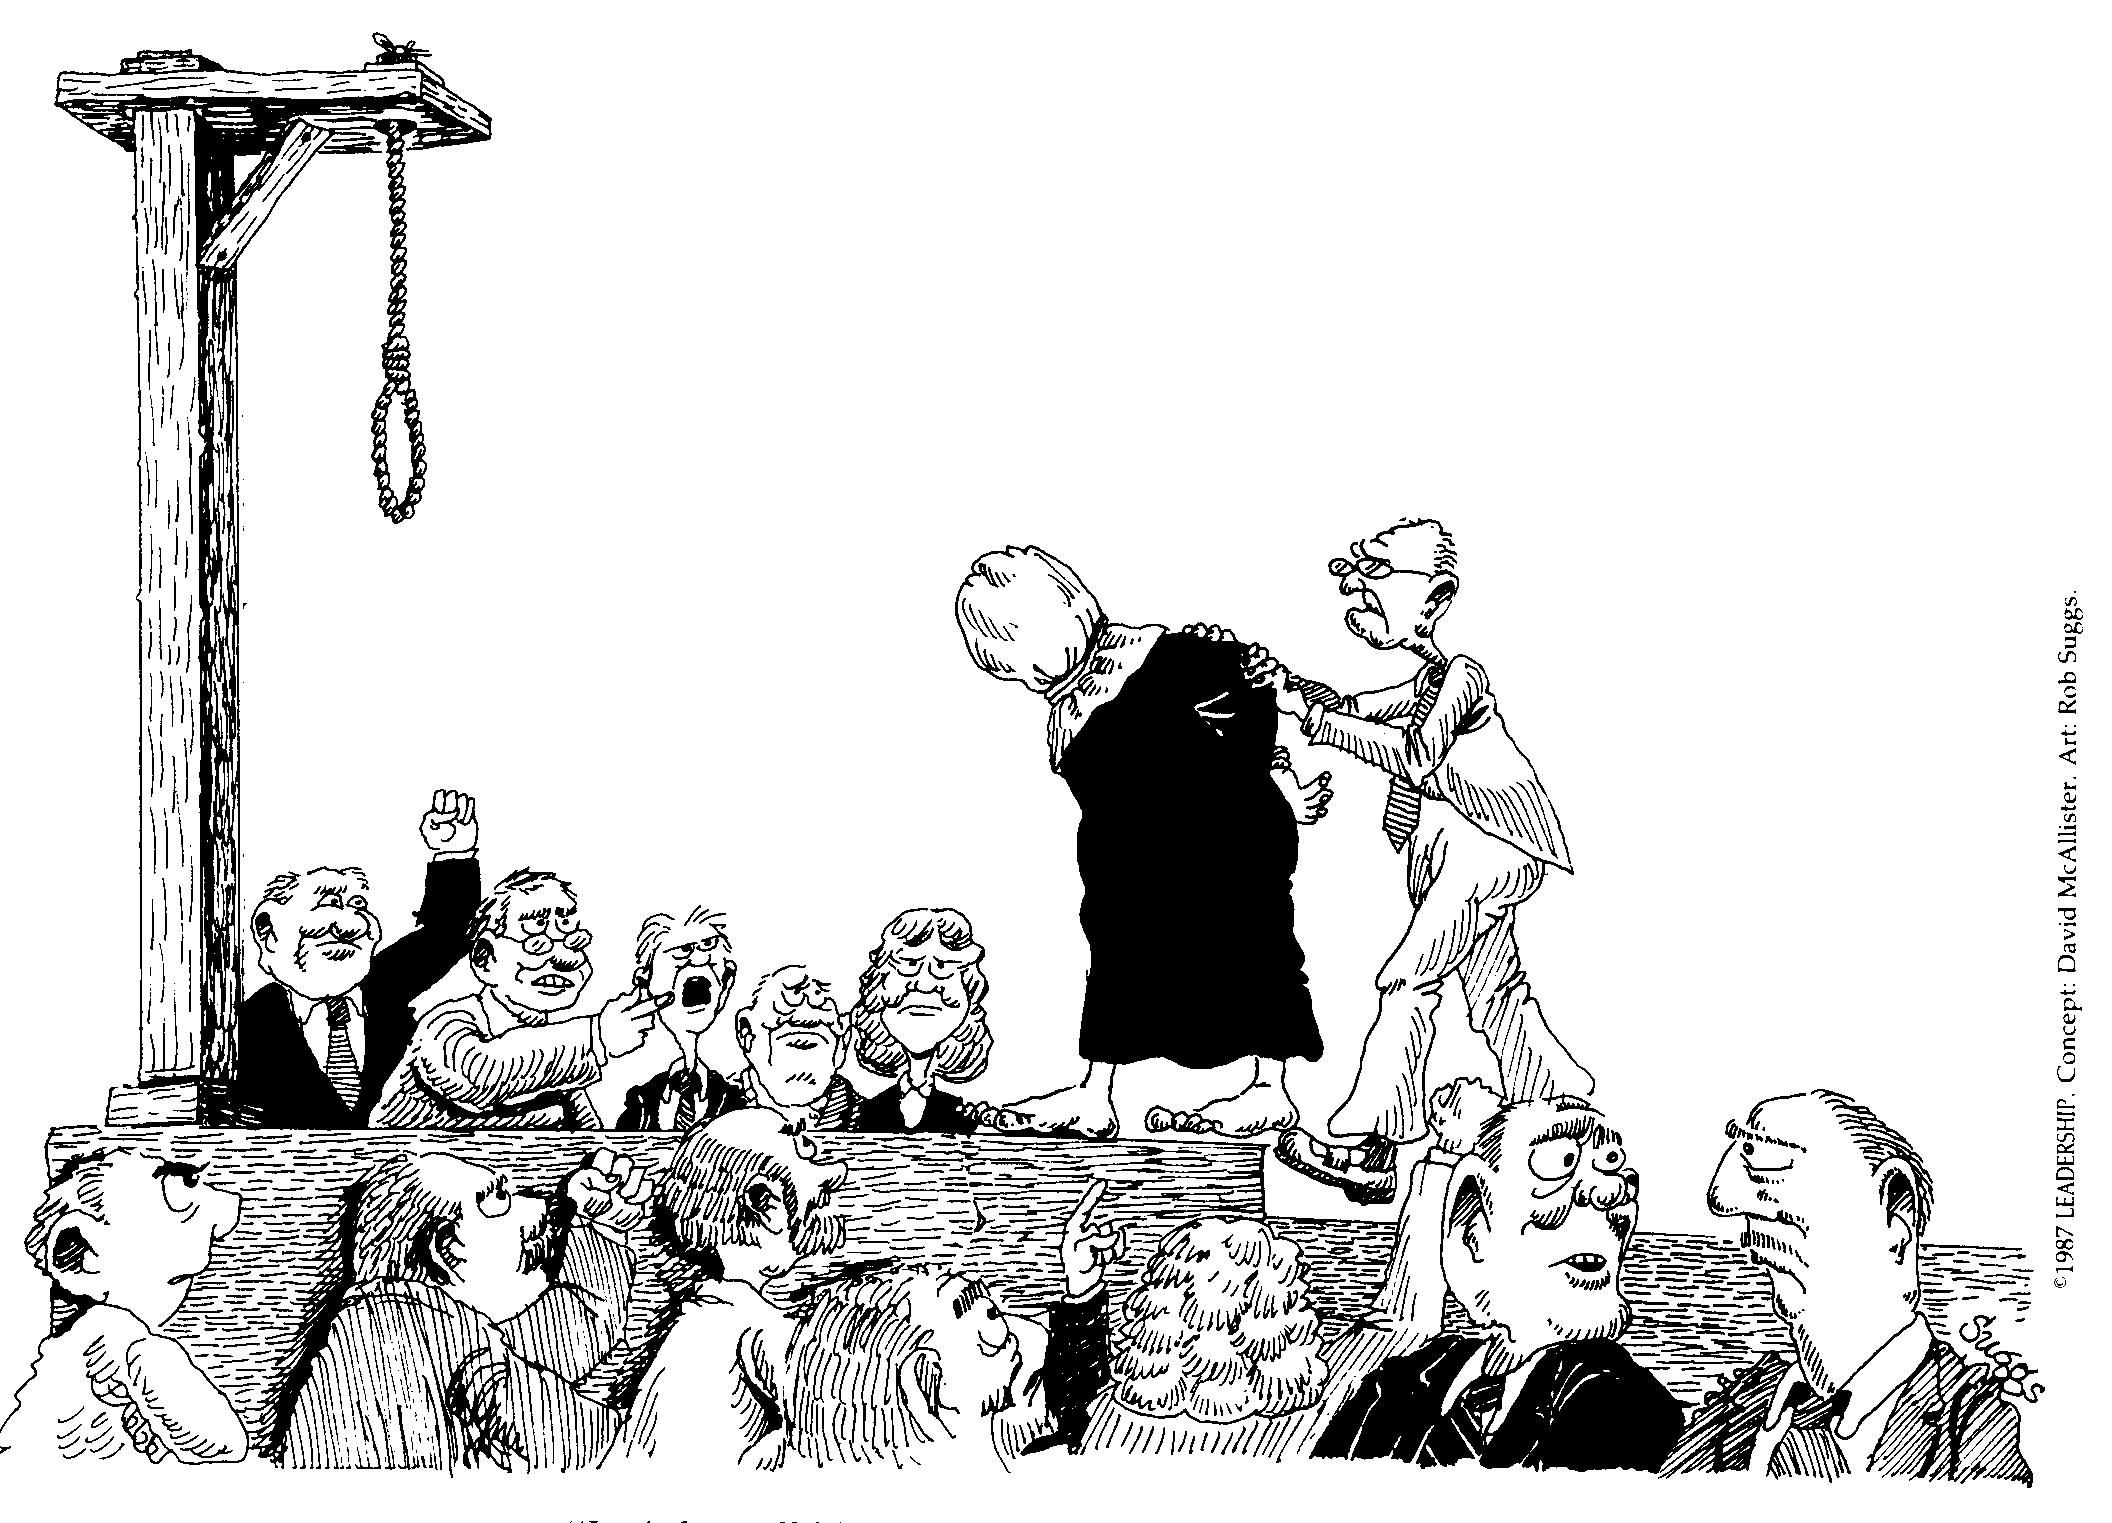 ©1987 LEADERSHIP. Concept: David McAllister. Art: Rob Suggs.
Suggs